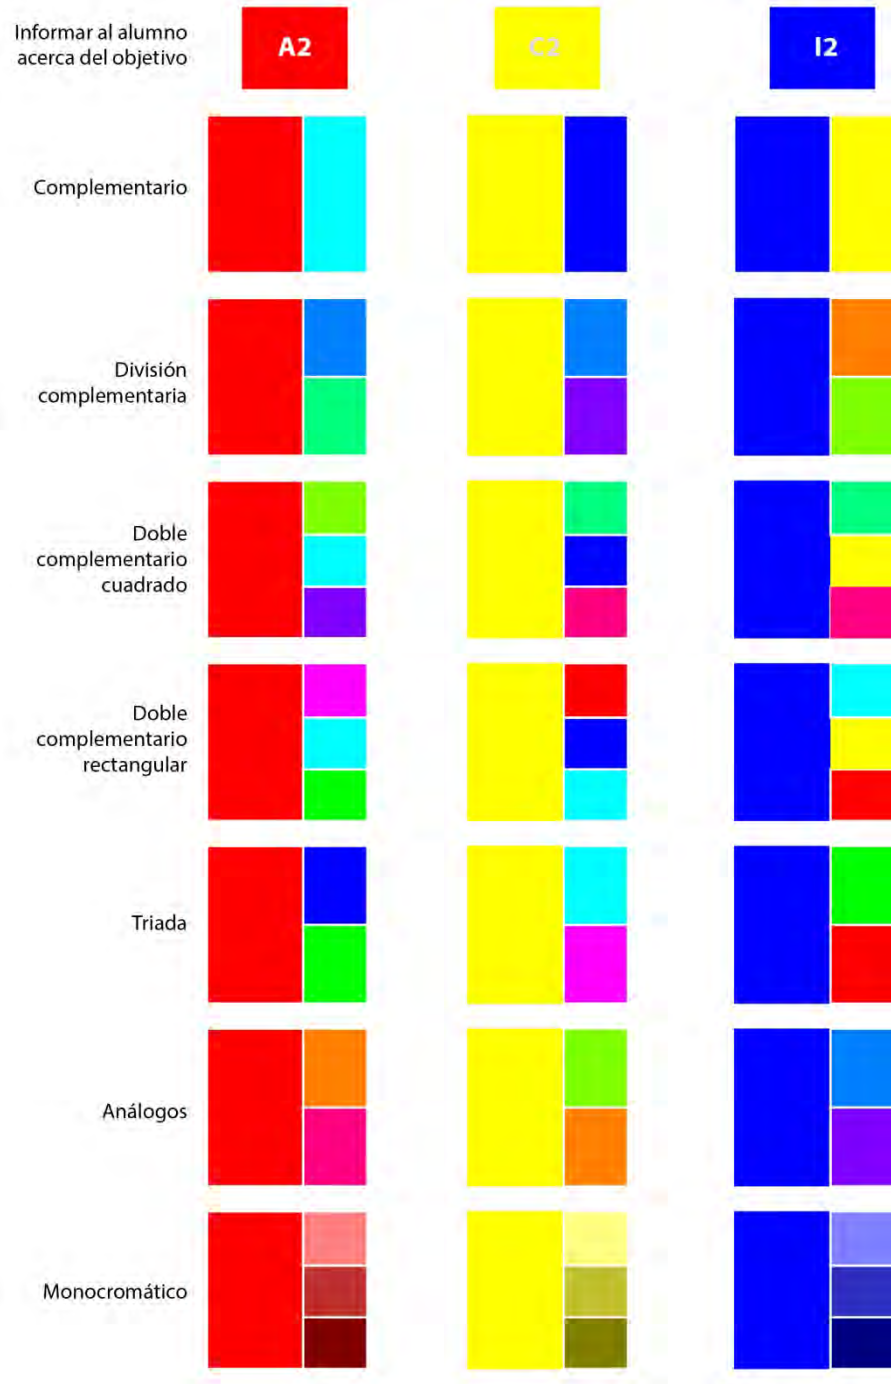 Informar al alumno
acerca del objetivo
A2
C2
I2
Complementario
División
complementaria
Doble
complementario
cuadrado
Doble
complementario
rectangular
Triada
Análogos
Monocromático